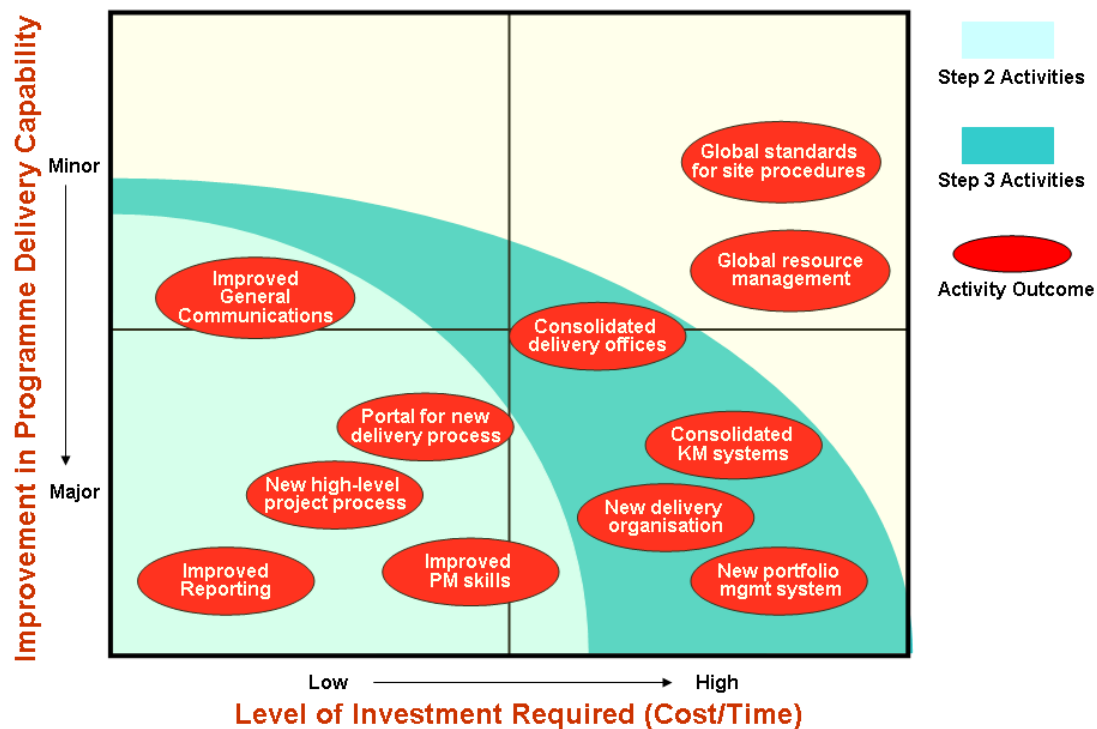 Improvement in Programme Delivery Capability
Minor
Major
Global standards
for site procedures
Global resource
management
Improved
General
Communications
Consolidated
delivery offices
Portal for new
delivery process
Consolidated
KM systems
New high-level
project process
New delivery
organisation
Improved
Reporting
Improved
PM skills
New portfolio
mgmt system
Low
High
Level of Investment Required (Cost/Time)
Step 2 Activities
Step 3 Activities
Activity Outcome